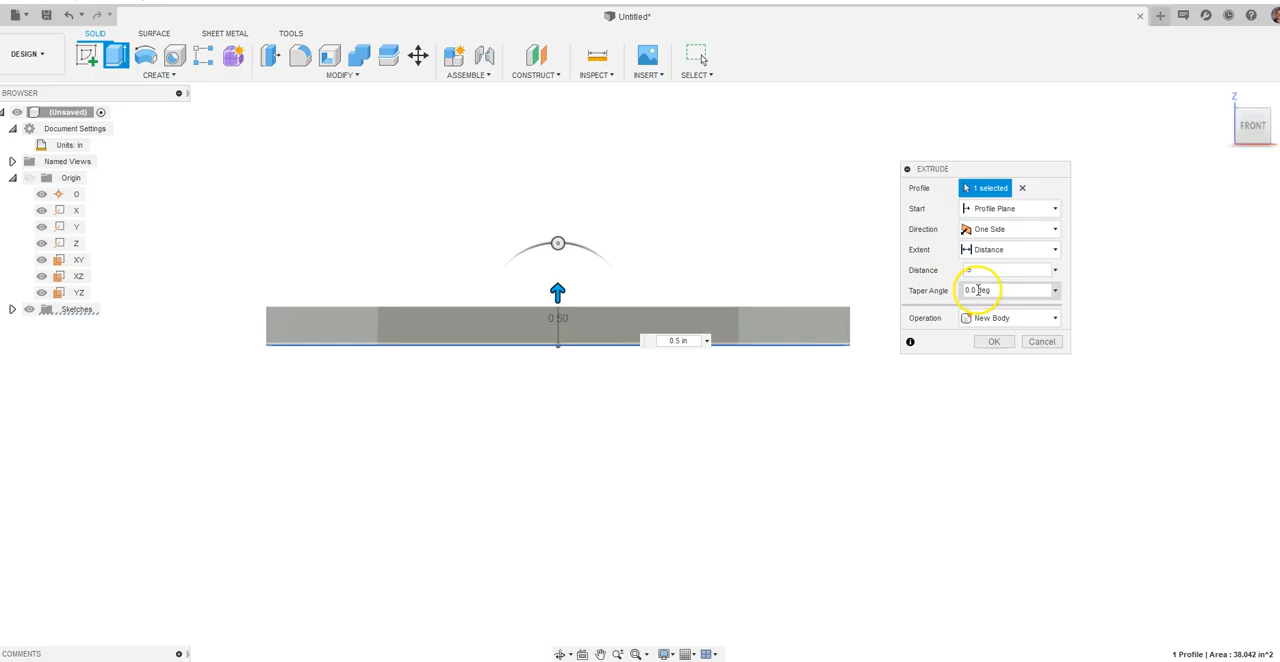 Untitled*
DESIGN
SOLID SURFACE SHEET METAL TOOLS
CREATE MODIFY ASSEMBLE CONSTRUCT INSPECT INSERT SELECT
BROWSER
(Unsaved)
Document Settings
Units: in
Named Views
Origin
O
X
Y
Z
XY
XZ
YZ
Sketches
Z
FRONT
0.50
0.5 in
EXTRUDE
Profile 1 selected
Start Profile Plane
Direction One Side
Extent Distance
Distance .5
Taper Angle 0.0 deg
Operation New Body
OK Cancel
COMMENTS
1 Profile | Area : 38.042 in^2